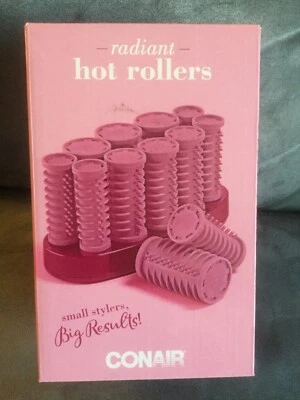 radiant
hot rollers
small stylers,
Big Results!
CONAIR